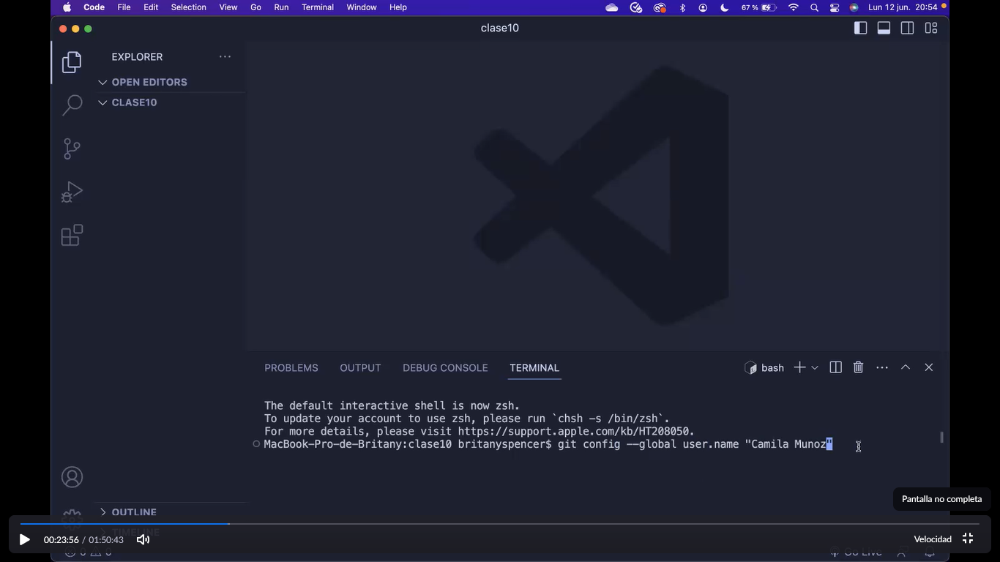 Code File Edit Selection View Go Run Terminal Window Help 67 % Lun 12 jun. 20:54
clase10
EXPLORER
OPEN EDITORS
CLASE10
PROBLEMS OUTPUT DEBUG CONSOLE TERMINAL bash
The default interactive shell is now zsh.
To update your account to use zsh, please run `chsh -s /bin/zsh`.
For more details, please visit https://support.apple.com/kb/HT208050.
MacBook-Pro-de-Britany:clase10 britanyspencer$ git config --global user.name "Camila Munoz"
Pantalla no completa
OUTLINE
TIMELINE
00:23:56 / 01:50:43 Velocidad
0 0 Go Live